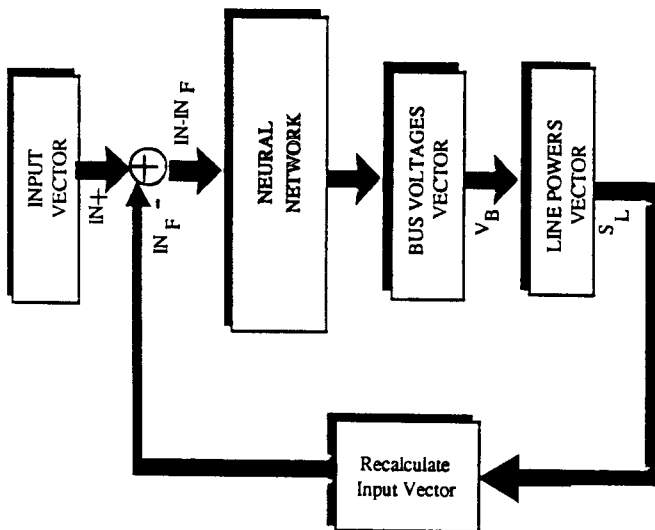 INPUT
VECTOR
IN+
IN F -
IN-IN F
NEURAL
NETWORK
BUS VOLTAGES
VECTOR
V B
LINE POWERS
VECTOR
S L
Recalculate
Input Vector